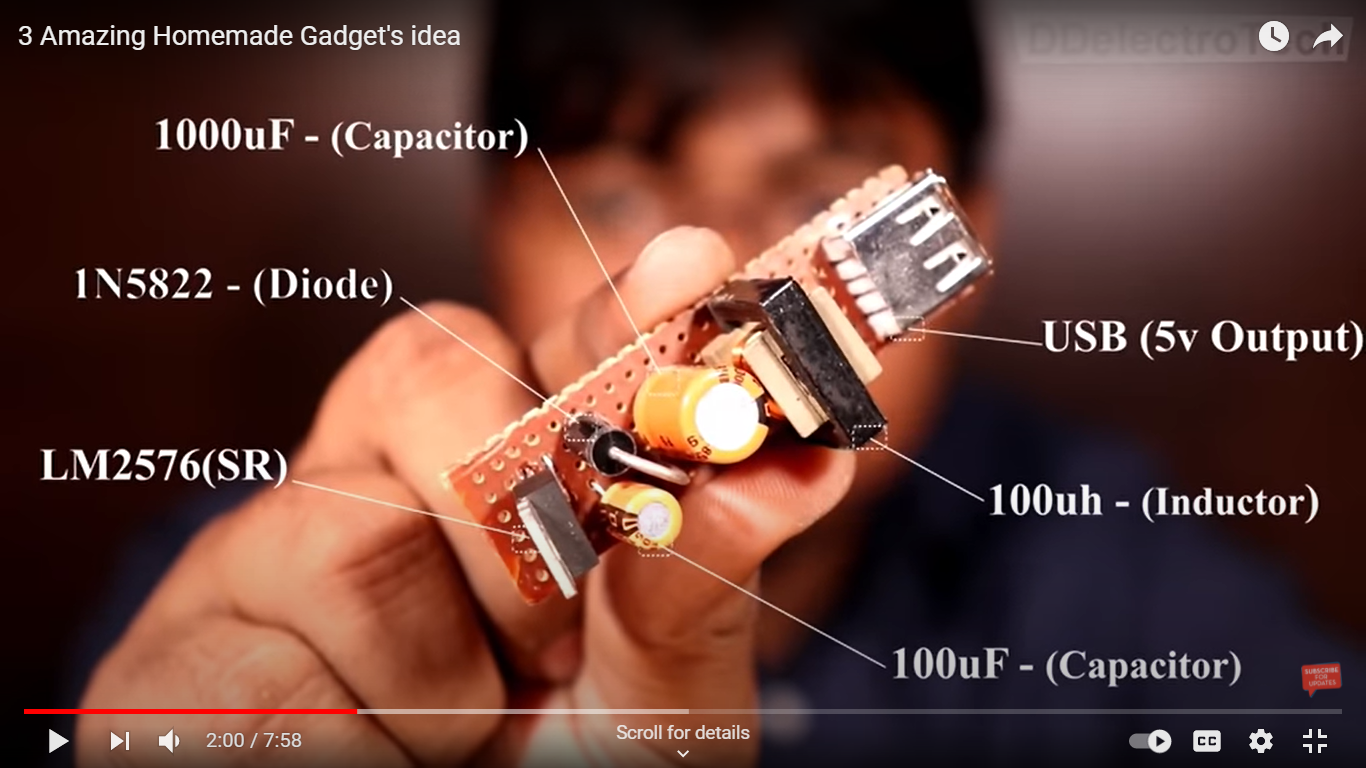 3 Amazing Homemade Gadget's idea
DDelectroTech
1000uF - (Capacitor)
1N5822 - (Diode)
USB (5v Output)
LM2576(SR)
100uh - (Inductor)
100uF - (Capacitor)
SUBSCRIBE
FOR
UPDATES
2:00 / 7:58
Scroll for details
CC